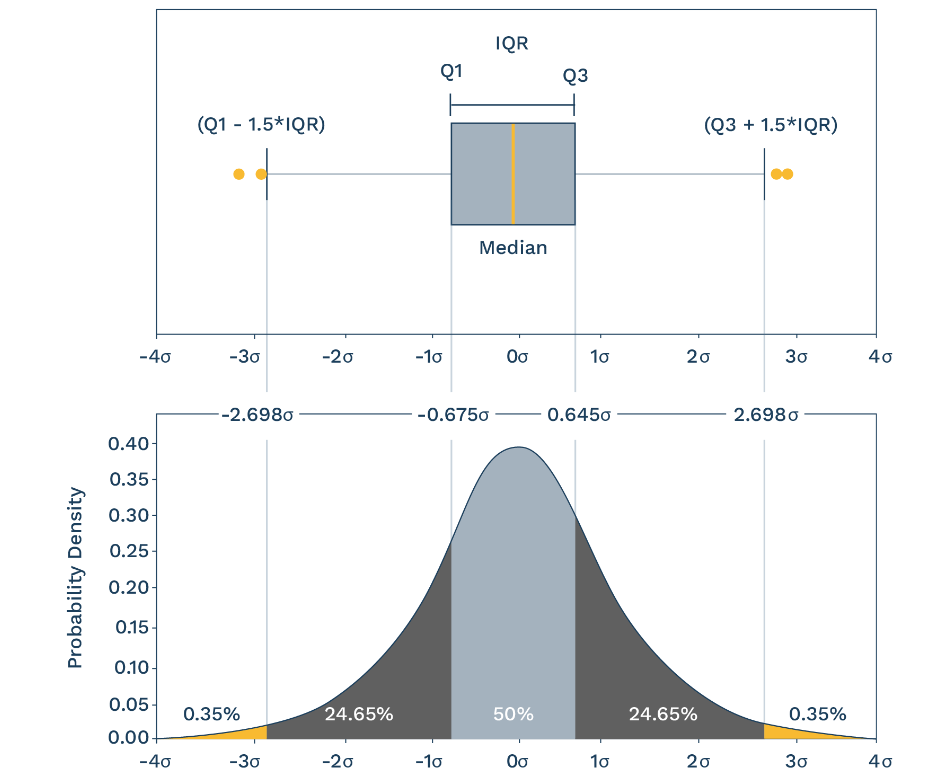 IQR
Q1
Q3
(Q1 - 1.5*IQR)
(Q3 + 1.5*IQR)
Median
-4σ -3σ -2σ -1σ 0σ 1σ 2σ 3σ 4σ
-2.698σ -0.675σ 0.645σ 2.698σ
Probability Density
0.40
0.35
0.30
0.25
0.20
0.15
0.10
0.05
0.00
0.35% 24.65% 50% 24.65% 0.35%
-4σ -3σ -2σ -1σ 0σ 1σ 2σ 3σ 4σ